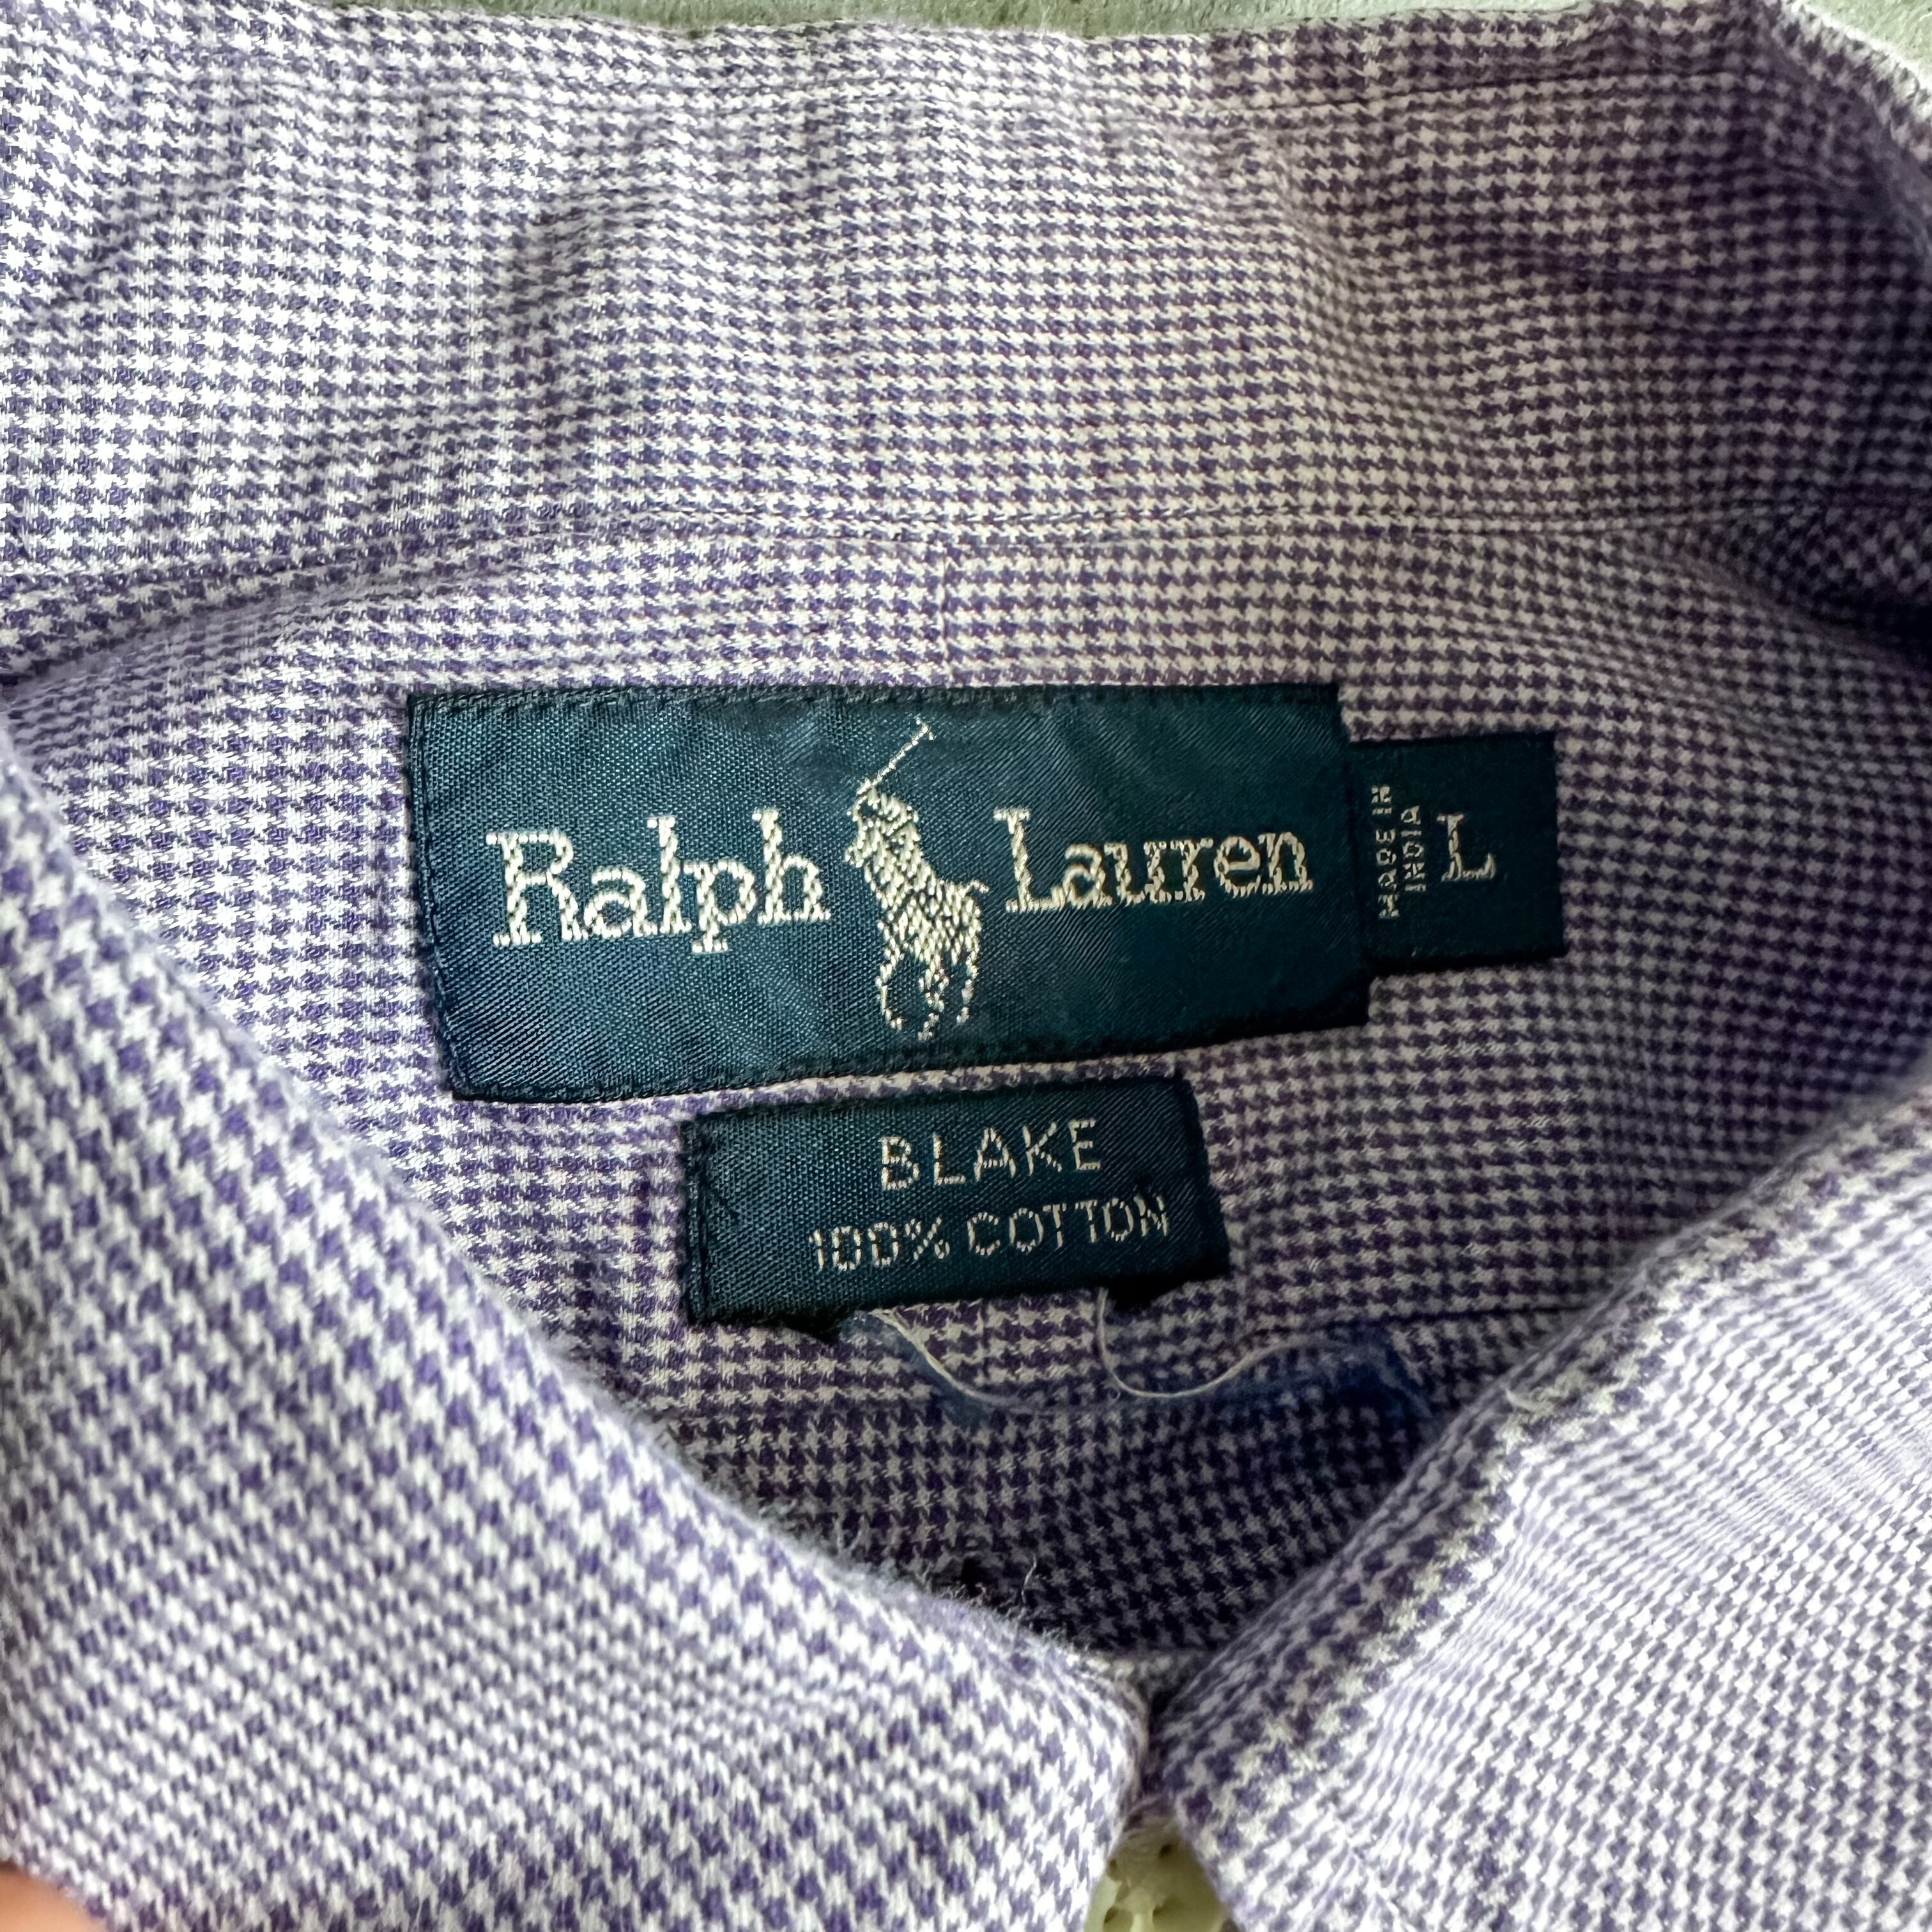 Ralph Lauren
MADE IN
INDIA
L
BLAKE
100% COTTON